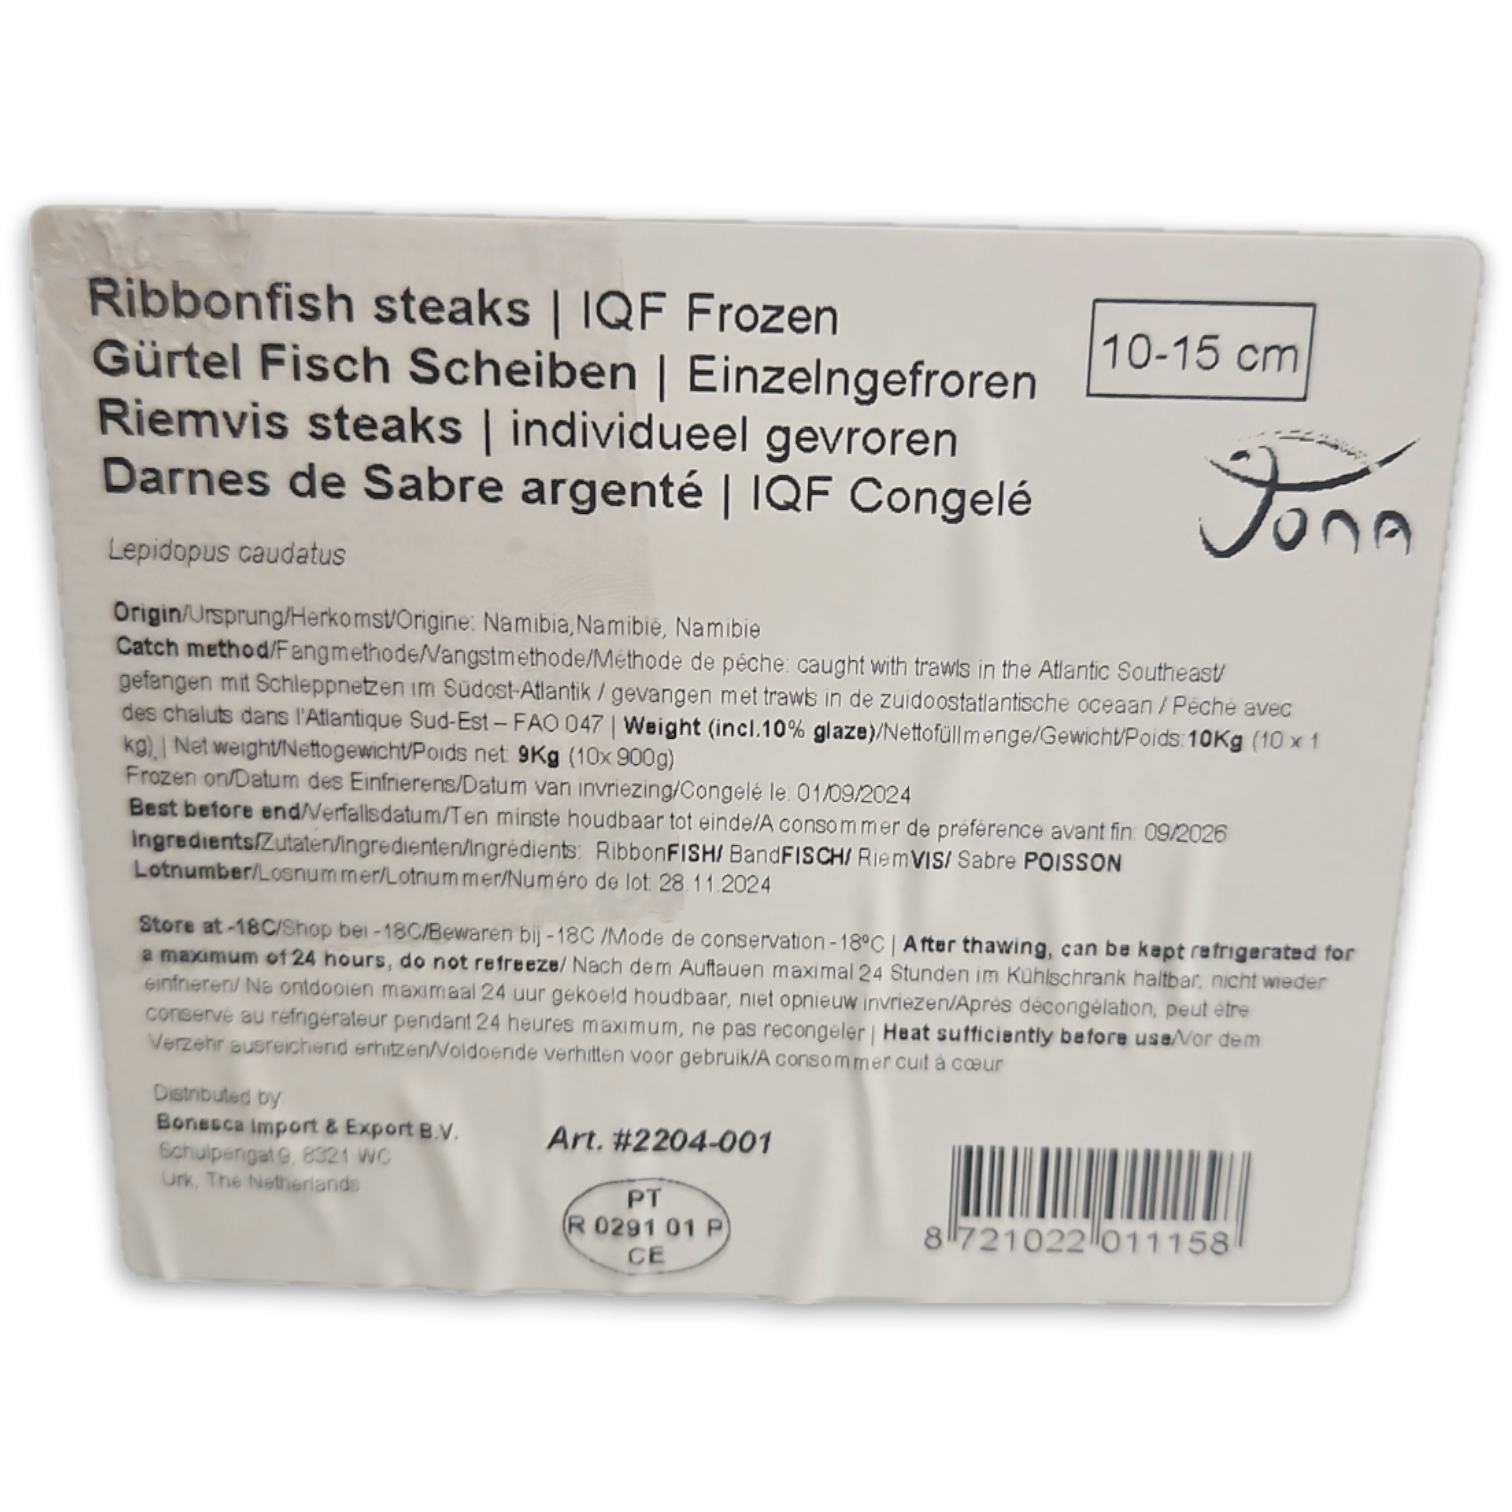 Ribbonfish steaks | IQF Frozen
Gürtel Fisch Scheiben | Einzelngefroren
Riemvis steaks | individueel gevroren
Darnes de Sabre argenté | IQF Congelé
10-15 cm
Jona
Lepidopus caudatus
Origin/Ursprung/Herkomst/Origine: Namibia,Namibië, Namibie
Catch method/Fangmethode/Vangstmethode/Méthode de pêche: caught with trawls in the Atlantic Southeast/
gefangen mit Schleppnetzen im Südost-Atlantik / gevangen met trawls in de zuidoostatlantische oceaan / Pêché avec
des chaluts dans l'Atlantique Sud-Est – FAO 047 | Weight (incl.10% glaze)/Nettofüllmenge/Gewicht/Poids:10Kg (10 x 1
kg) | Net weight/Nettogewicht/Poids net: 9Kg (10x 900g)
Frozen on/Datum des Einfrierens/Datum van invriezing/Congelé le: 01/09/2024
Best before end/Verfallsdatum/Ten minste houdbaar tot einde/A consommer de préférence avant fin: 09/2026
Ingredients/Zutaten/Ingredienten/Ingrédients: RibbonFISH/ BandFISCH/ RiemVIS/ Sabre POISSON
Lotnumber/Losnummer/Lotnummer/Numéro de lot: 28.11.2024
Store at -18C/Shop bei -18C/Bewaren bij -18C /Mode de conservation -18ºC | After thawing, can be kept refrigerated for
a maximum of 24 hours, do not refreeze/ Nach dem Auftauen maximal 24 Stunden im Kühlschrank haltbar, nicht wieder
einfrieren/ Na ontdooien maximaal 24 uur gekoeld houdbaar, niet opnieuw invriezen/Après décongélation, peut être
conservé au réfrigérateur pendant 24 heures maximum, ne pas recongeler | Heat sufficiently before use/Vor dem
Verzehr ausreichend erhitzen/Voldoende verhitten voor gebruik/A consommer cuit à cœur
Distributed by
Bonesca Import & Export B.V.
Schulpengat 9, 8321 WC
Urk, The Netherlands
Art. #2204-001
PT
R 0291 01 P
CE
8 721022 011158